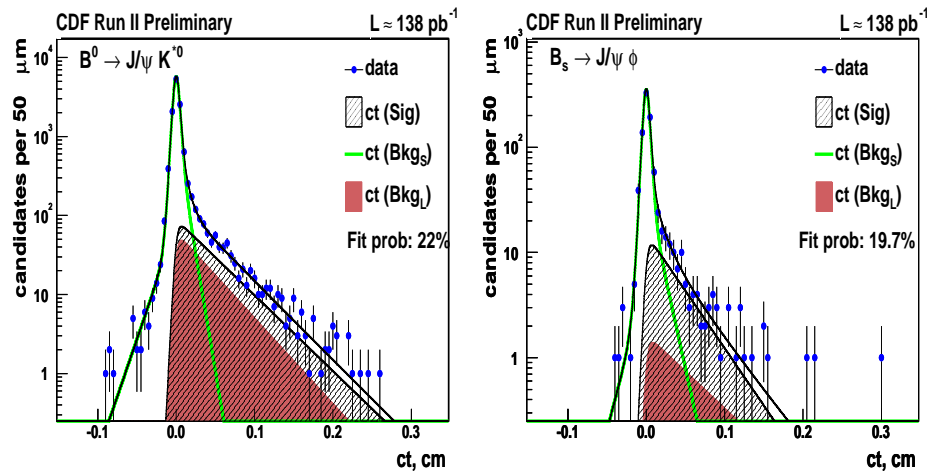 CDF Run II Preliminary L ≈ 138 pb⁻¹
candidates per 50 μm
10⁴
10³
10²
10
1
B⁰ → J/ψ K*⁰
data
ct (Sig)
ct (Bkg_S)
ct (Bkg_L)
Fit prob: 22%
-0.1 0.0 0.1 0.2 0.3
ct, cm
CDF Run II Preliminary L ≈ 138 pb⁻¹
candidates per 50 μm
10³
10²
10
1
B_s → J/ψ ϕ
data
ct (Sig)
ct (Bkg_S)
ct (Bkg_L)
Fit prob: 19.7%
-0.1 0.0 0.1 0.2 0.3
ct, cm